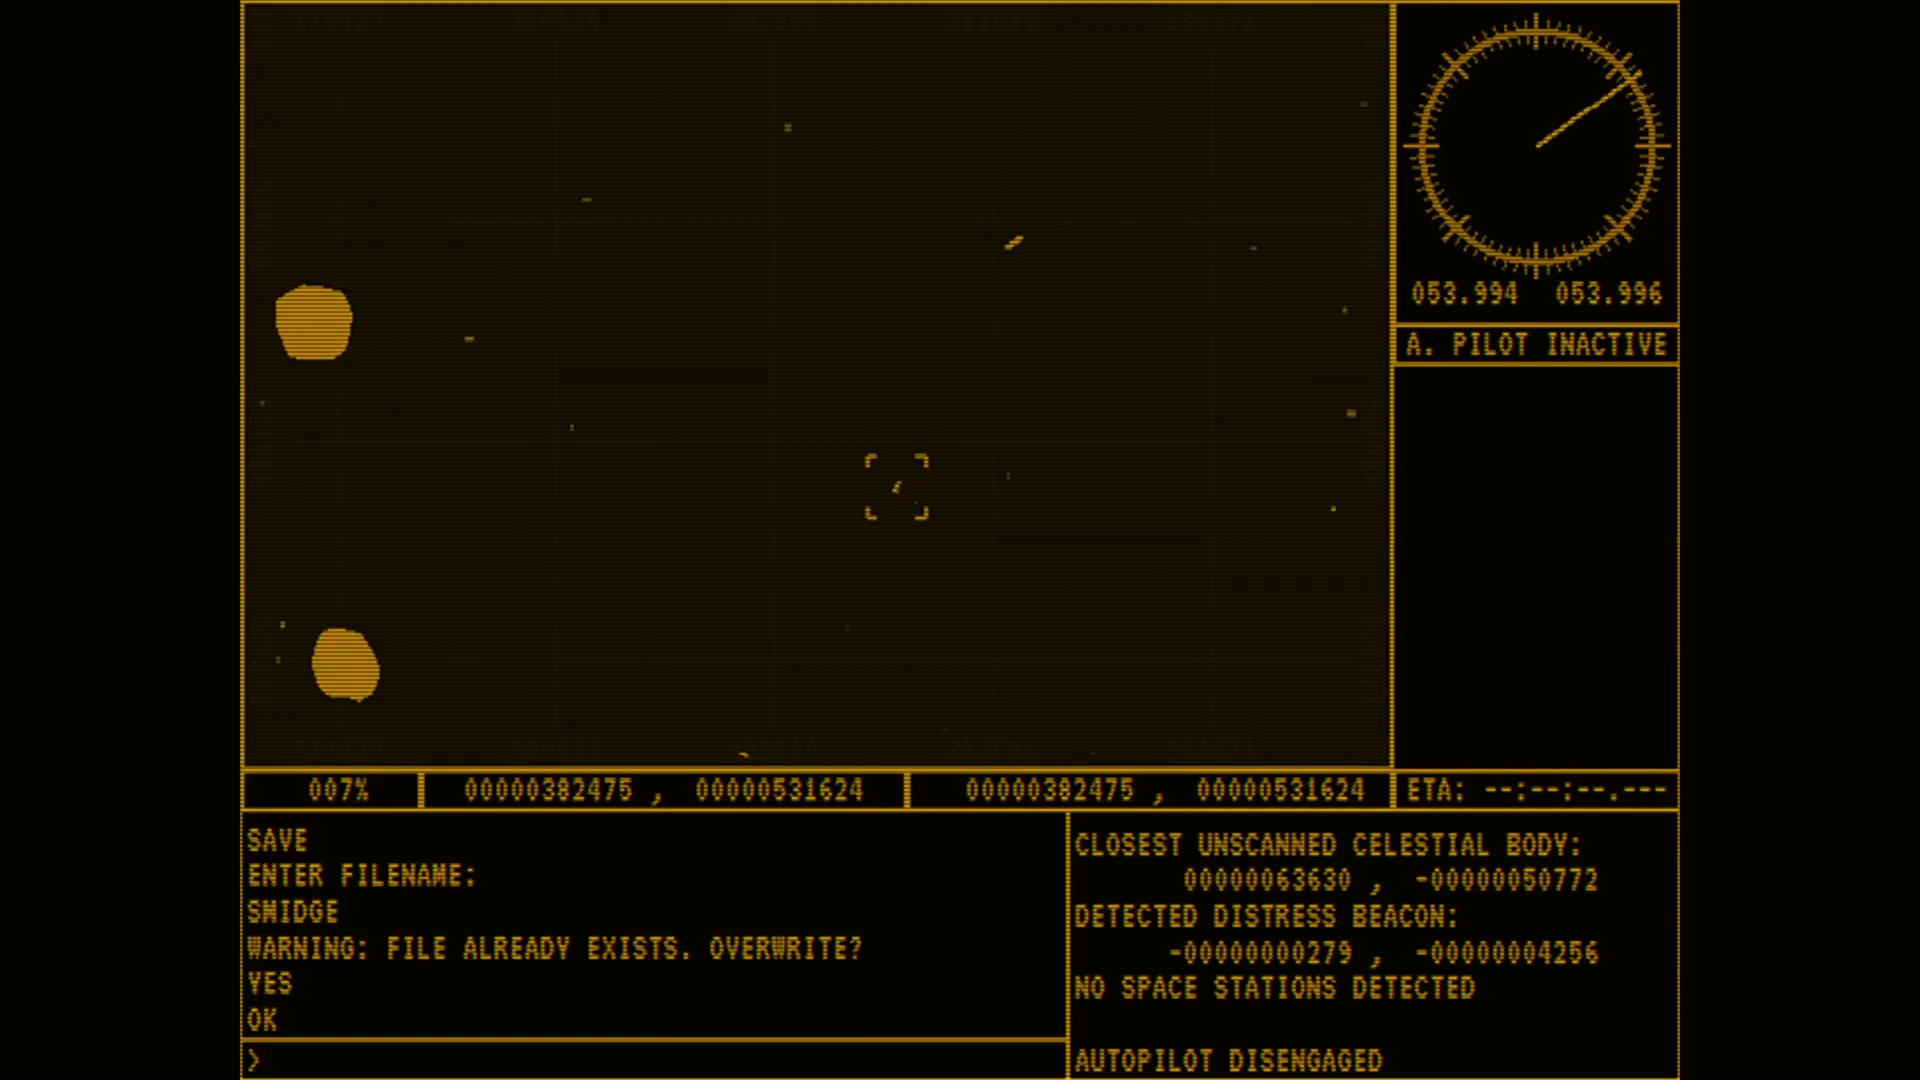 053.994 053.996
A. PILOT INACTIVE
007% 00000382475 , 00000531624 00000382475 , 00000531624 ETA: --:--:--.---
SAVE
ENTER FILENAME:
SMIDGE
WARNING: FILE ALREADY EXISTS. OVERWRITE?
YES
OK
>
CLOSEST UNSCANNED CELESTIAL BODY:
00000063630 , -00000050772
DETECTED DISTRESS BEACON:
-00000000279 , -00000004256
NO SPACE STATIONS DETECTED
AUTOPILOT DISENGAGED